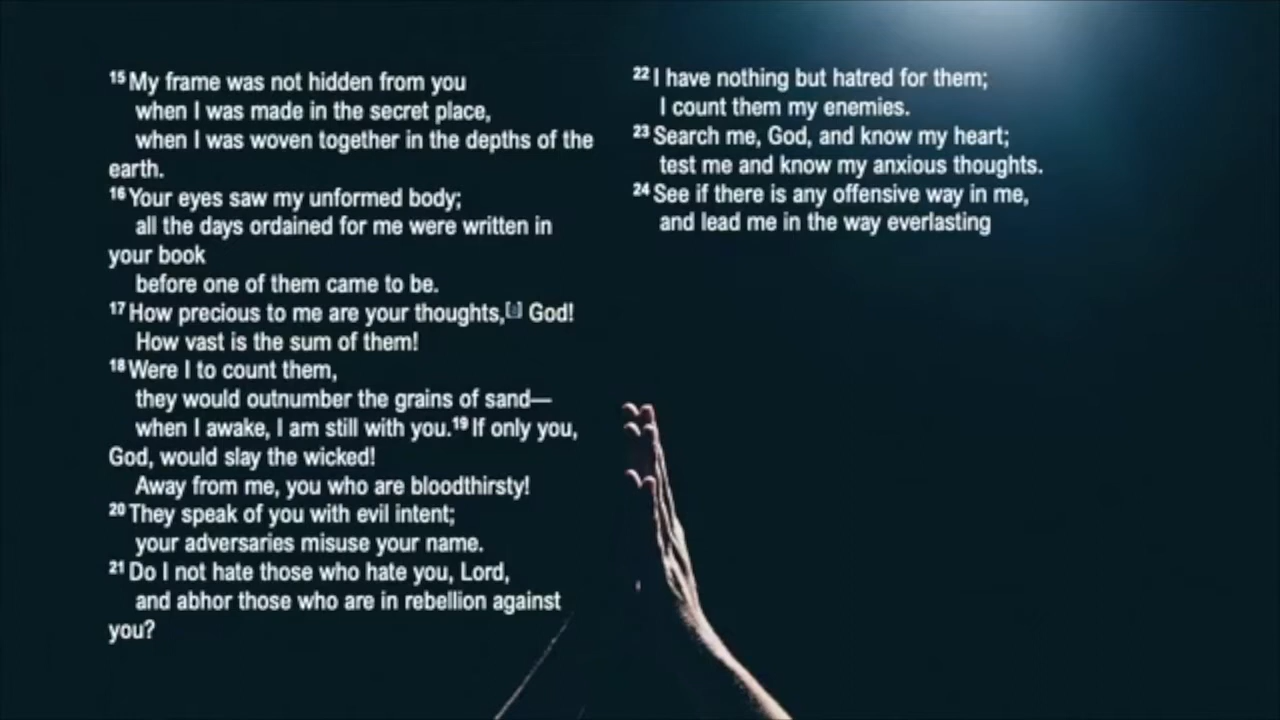 15 My frame was not hidden from you
when I was made in the secret place,
when I was woven together in the depths of the
earth.
16 Your eyes saw my unformed body;
all the days ordained for me were written in
your book
before one of them came to be.
17 How precious to me are your thoughts, God!
How vast is the sum of them!
18 Were I to count them,
they would outnumber the grains of sand—
when I awake, I am still with you.19 If only you,
God, would slay the wicked!
Away from me, you who are bloodthirsty!
20 They speak of you with evil intent;
your adversaries misuse your name.
21 Do I not hate those who hate you, Lord,
and abhor those who are in rebellion against
you?
22 I have nothing but hatred for them;
I count them my enemies.
23 Search me, God, and know my heart;
test me and know my anxious thoughts.
24 See if there is any offensive way in me,
and lead me in the way everlasting